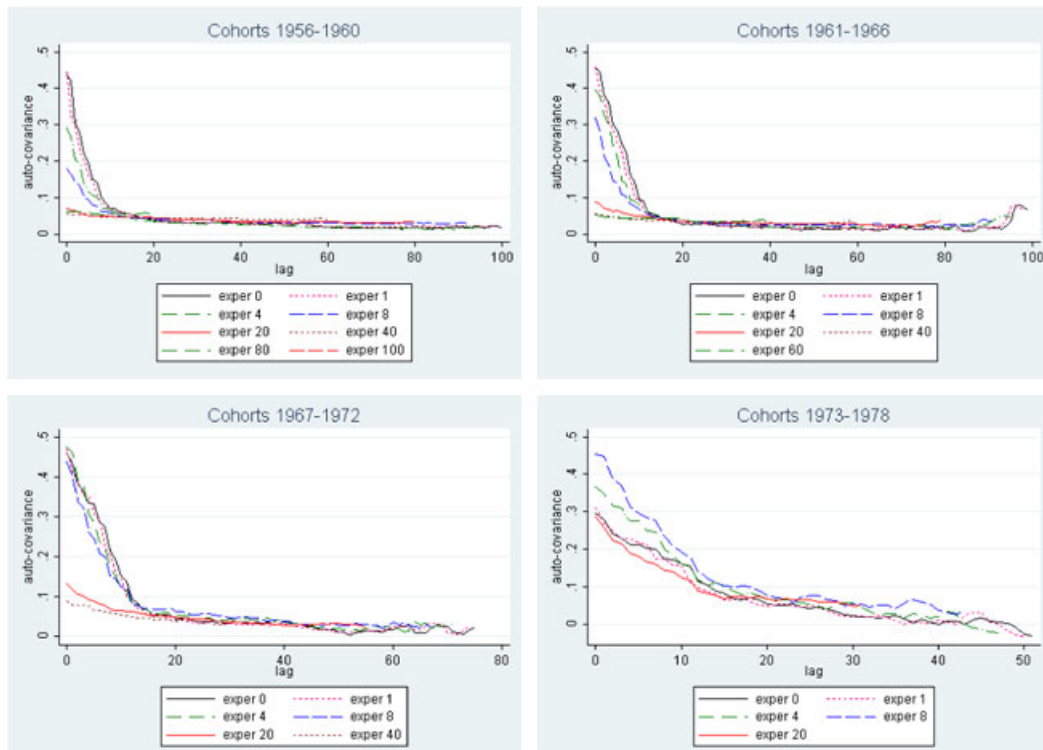 Cohorts 1956-1960
auto-covariance
0 .1 .2 .3 .4 .5
0 20 40 60 80 100
lag
exper 0 exper 1
exper 4 exper 8
exper 20 exper 40
exper 80 exper 100
Cohorts 1961-1966
auto-covariance
0 .1 .2 .3 .4 .5
0 20 40 60 80 100
lag
exper 0 exper 1
exper 4 exper 8
exper 20 exper 40
exper 60
Cohorts 1967-1972
auto-covariance
0 .1 .2 .3 .4 .5
0 20 40 60 80
lag
exper 0 exper 1
exper 4 exper 8
exper 20 exper 40
Cohorts 1973-1978
auto-covariance
0 .1 .2 .3 .4 .5
0 10 20 30 40 50
lag
exper 0 exper 1
exper 4 exper 8
exper 20